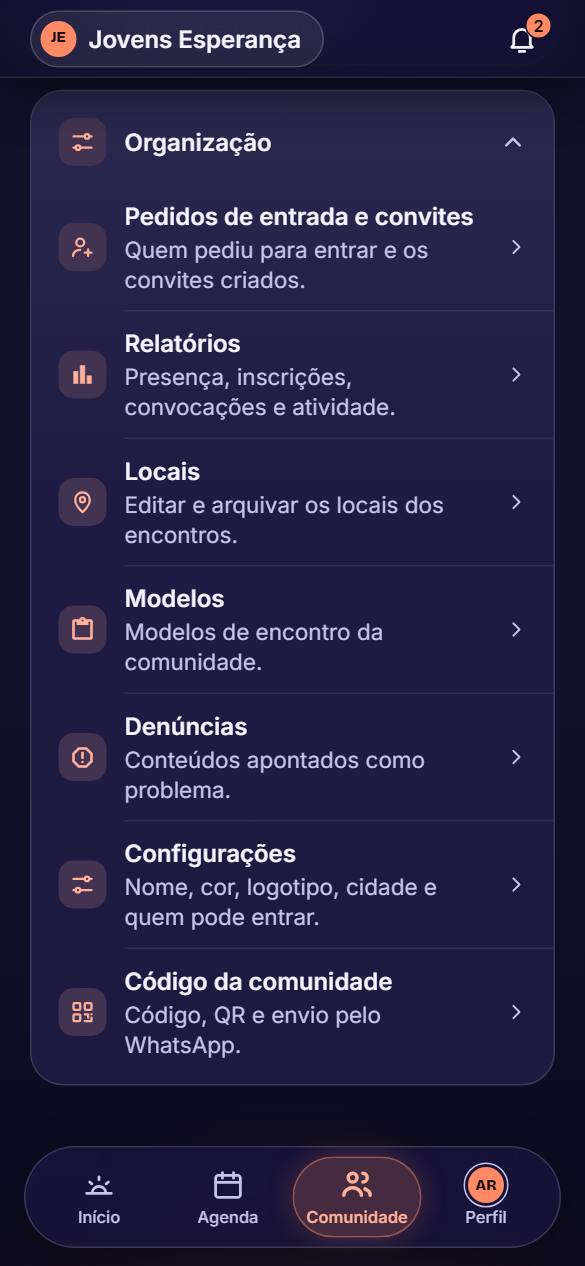 JE Jovens Esperança 2
Organização
Pedidos de entrada e convites
Quem pediu para entrar e os
convites criados.
Relatórios
Presença, inscrições,
convocações e atividade.
Locais
Editar e arquivar os locais dos
encontros.
Modelos
Modelos de encontro da
comunidade.
Denúncias
Conteúdos apontados como
problema.
Configurações
Nome, cor, logotipo, cidade e
quem pode entrar.
Código da comunidade
Código, QR e envio pelo
WhatsApp.
AR
Início Agenda Comunidade Perfil